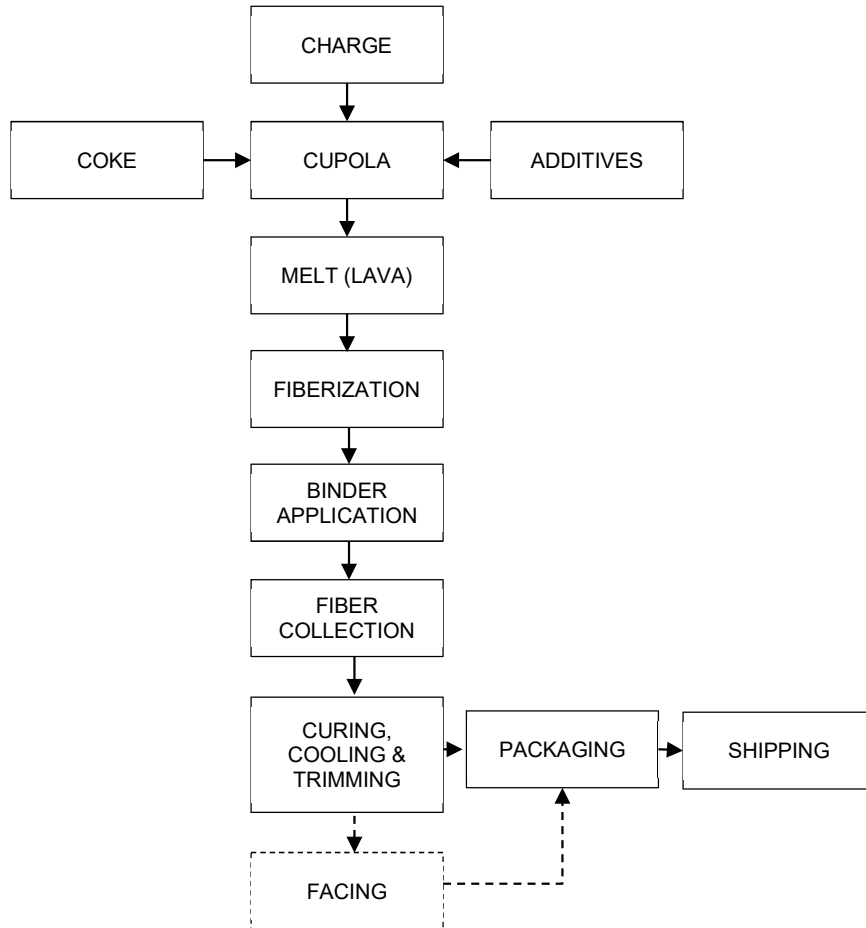 CHARGE
COKE
CUPOLA
ADDITIVES
MELT (LAVA)
FIBERIZATION
BINDER
APPLICATION
FIBER
COLLECTION
CURING,
COOLING &
TRIMMING
PACKAGING
SHIPPING
FACING